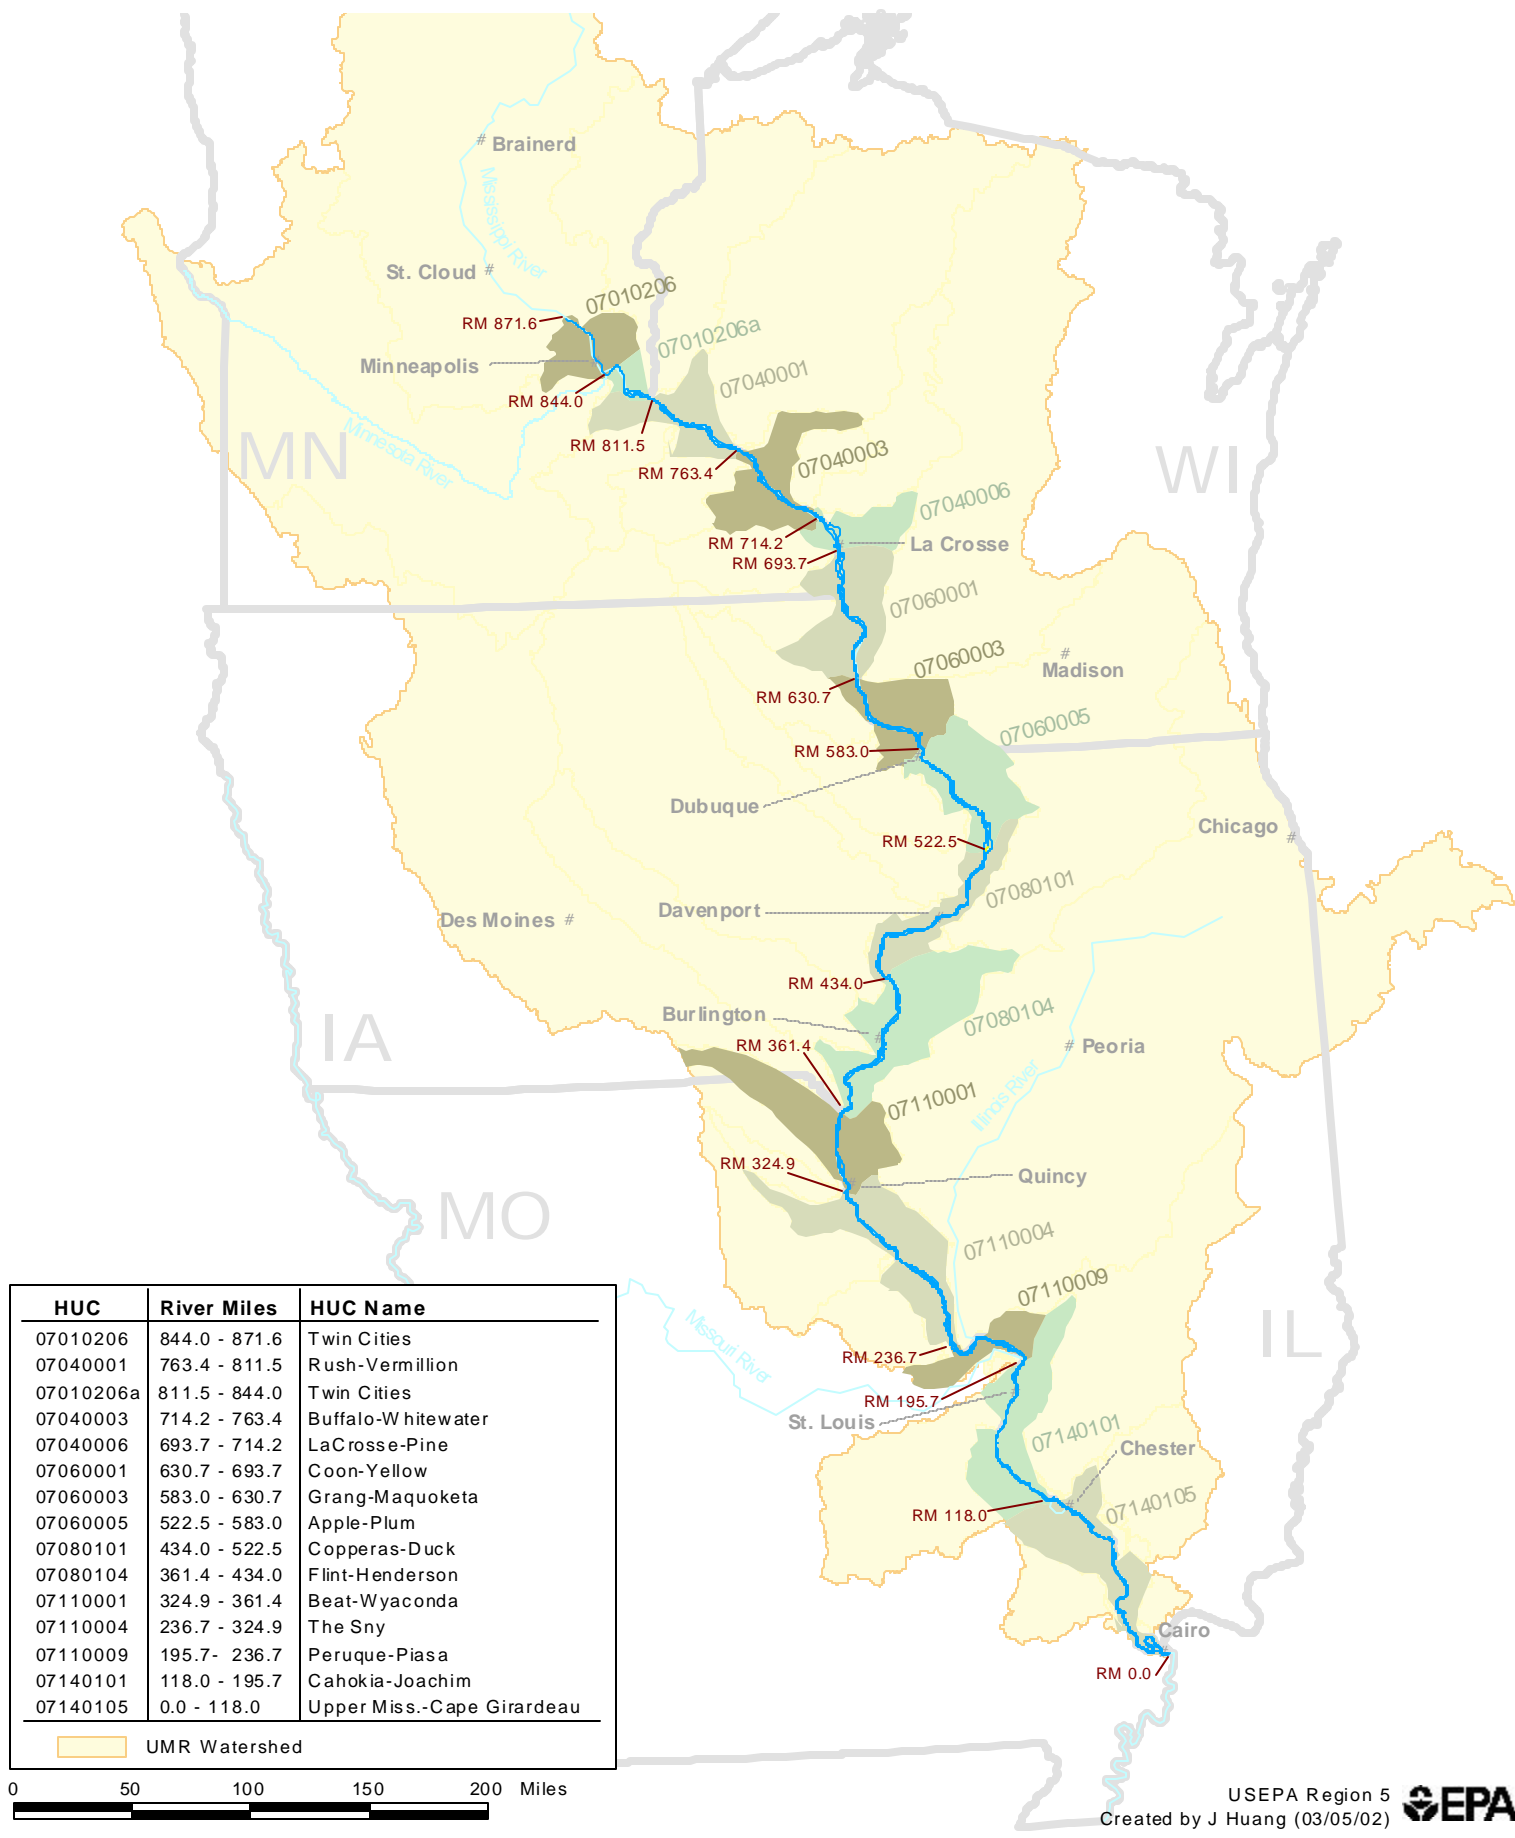 Brainerd
Mississippi River
St. Cloud
07010206
RM 871.6
07010206a
Minneapolis
07040001
RM 844.0
MN
Minnesota River
RM 811.5
WI
RM 763.4
07040003
07040006
RM 714.2
La Crosse
RM 693.7
07060001
07060003
Madison
RM 630.7
07060005
RM 583.0
Dubuque
Chicago
RM 522.5
07080101
Davenport
Des Moines
RM 434.0
Burlington
07080104
IA
RM 361.4
Peoria
07110001
Illinois River
RM 324.9
Quincy
MO
07110004
07110009
Missouri River
IL
RM 236.7
RM 195.7
St. Louis
07140101
Chester
RM 118.0
07140105
Cairo
RM 0.0
HUC River Miles HUC Name
07010206 844.0 - 871.6 Twin Cities
07040001 763.4 - 811.5 Rush-Vermillion
07010206a 811.5 - 844.0 Twin Cities
07040003 714.2 - 763.4 Buffalo-Whitewater
07040006 693.7 - 714.2 LaCrosse-Pine
07060001 630.7 - 693.7 Coon-Yellow
07060003 583.0 - 630.7 Grang-Maquoketa
07060005 522.5 - 583.0 Apple-Plum
07080101 434.0 - 522.5 Copperas-Duck
07080104 361.4 - 434.0 Flint-Henderson
07110001 324.9 - 361.4 Beat-Wyaconda
07110004 236.7 - 324.9 The Sny
07110009 195.7- 236.7 Peruque-Piasa
07140101 118.0 - 195.7 Cahokia-Joachim
07140105 0.0 - 118.0 Upper Miss.-Cape Girardeau
UMR Watershed
0 50 100 150 200 Miles
USEPA Region 5
Created by J Huang (03/05/02)
EPA